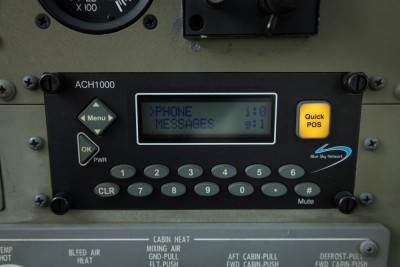 X 100
ACH1000
Menu
OK
PWR
PHONE i:0
MESSAGES g:1
Quick
POS
Blue Sky Network
1 2 3 4 5 6
CLR 7 8 9 0 · #
Mute
CABIN HEAT
BLEED AIR
HEAT
MIXING AIR
GND-PULL
FLT-PUSH
AFT CABIN-PULL
FWD CABIN-PUSH
DEFROST-PULL
FWD CABIN-PUSH